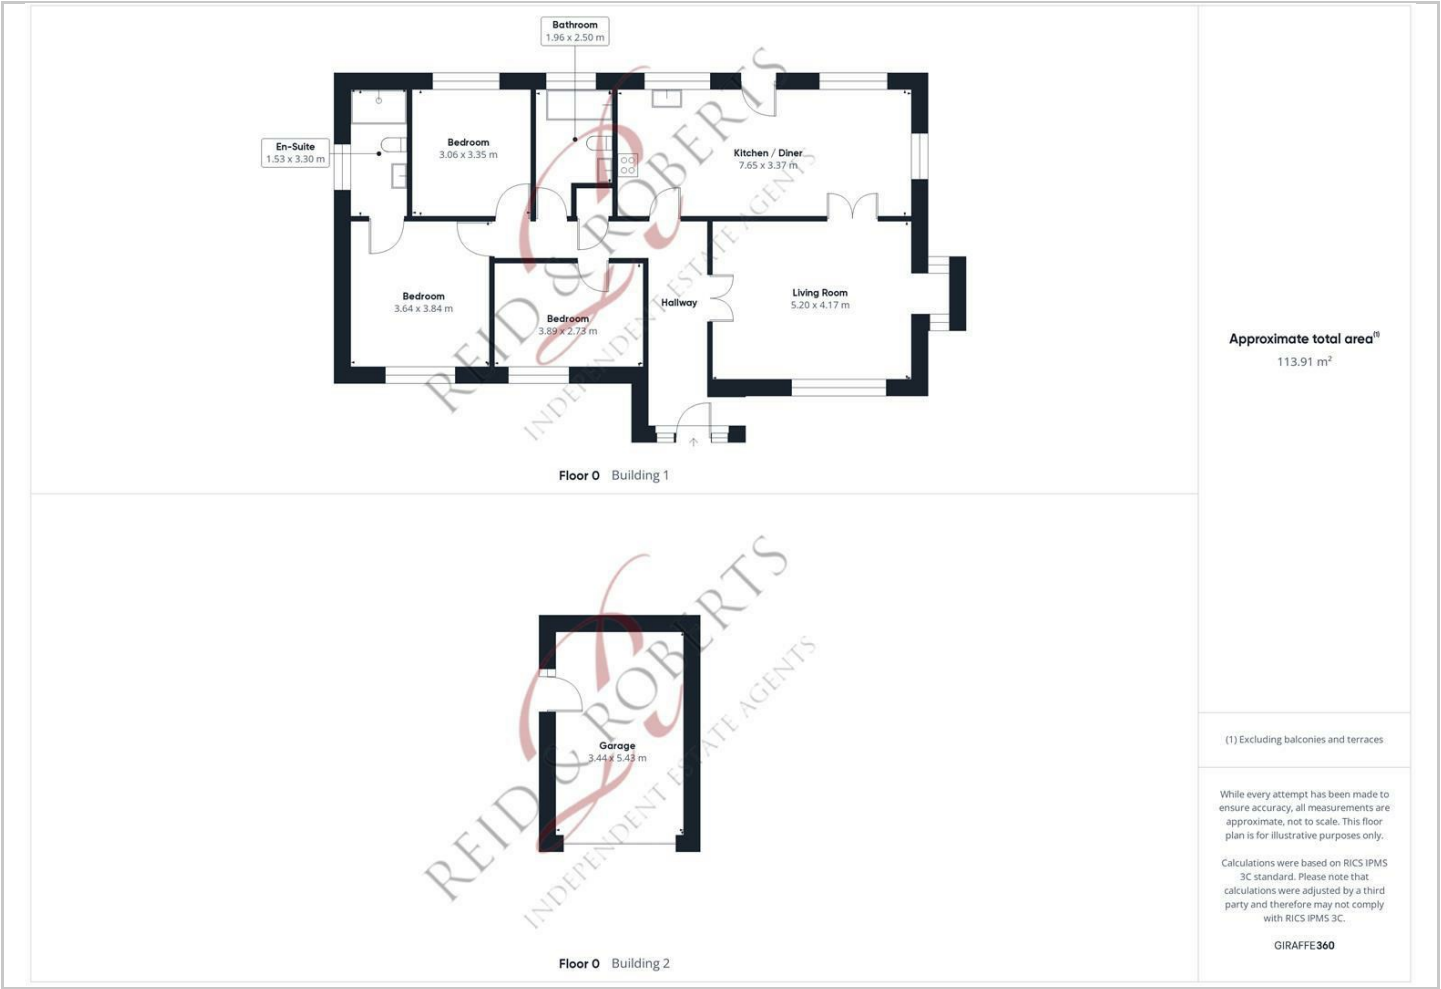 Bathroom
1.96 x 2.50 m
En-Suite
1.53 x 3.30 m
Bedroom
3.06 x 3.35 m
Kitchen / Diner
7.65 x 3.37 m
Bedroom
3.64 x 3.84 m
Bedroom
3.89 x 2.73 m
Hallway
Living Room
5.20 x 4.17 m
REID & ROBERTS
INDEPENDENT ESTATE AGENTS
Floor 0 Building 1
Approximate total area(1)
113.91 m²
Garage
3.44 x 5.43 m
REID & ROBERTS
INDEPENDENT ESTATE AGENTS
Floor 0 Building 2
(1) Excluding balconies and terraces
While every attempt has been made to
ensure accuracy, all measurements are
approximate, not to scale. This floor
plan is for illustrative purposes only.
Calculations were based on RICS IPMS
3C standard. Please note that
calculations were adjusted by a third
party and therefore may not comply
with RICS IPMS 3C.
GIRAFFE360